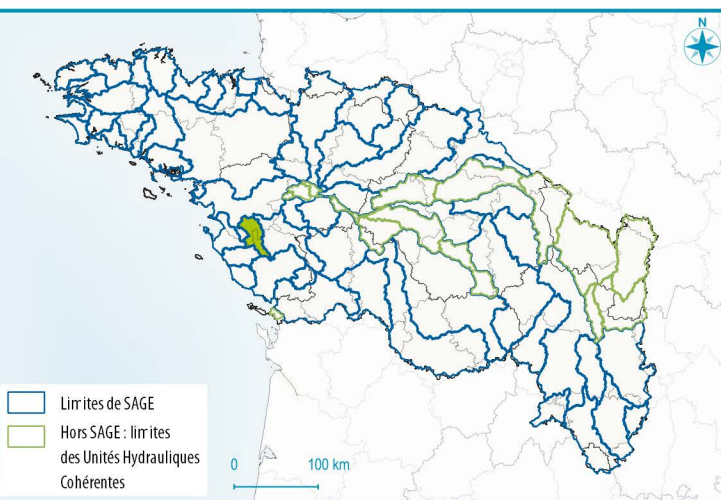 N
Limites de SAGE
Hors SAGE : limites
des Unités Hydrauliques
Cohérentes
0 100 km